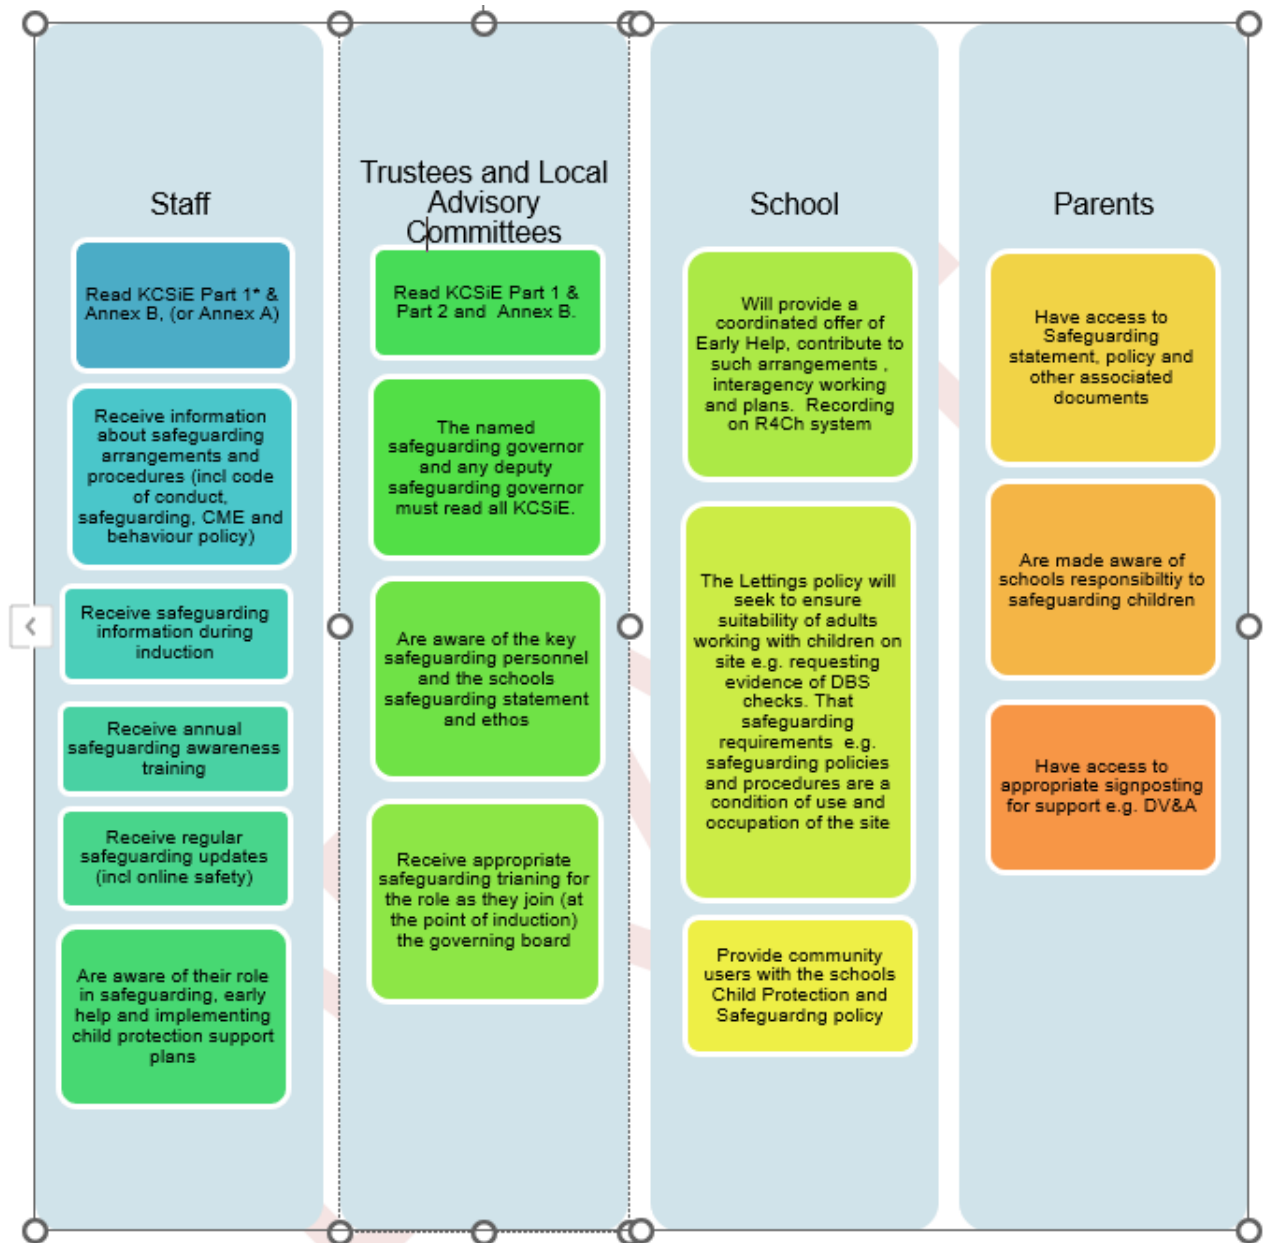 Staff
Read KCSiE Part 1* &
Annex B, (or Annex A)
Receive information
about safeguarding
arrangements and
procedures (incl code
of conduct,
safeguarding, CME and
behaviour policy)
Receive safeguarding
information during
induction
Receive annual
safeguarding awareness
training
Receive regular
safeguarding updates
(incl online safety)
Are aware of their role
in safeguarding, early
help and implementing
child protection support
plans
Trustees and Local
Advisory
Committees
Read KCSiE Part 1 &
Part 2 and Annex B.
The named
safeguarding governor
and any deputy
safeguarding governor
must read all KCSiE.
Are aware of the key
safeguarding personnel
and the schools
safeguarding statement
and ethos
Receive appropriate
safeguarding trianing for
the role as they join (at
the point of induction)
the governing board
School
Will provide a
coordinated offer of
Early Help, contribute to
such arrangements ,
interagency working
and plans. Recording
on R4Ch system
The Lettings policy will
seek to ensure
suitability of adults
working with children on
site e.g. requesting
evidence of DBS
checks. That
safeguarding
requirements e.g.
safeguarding policies
and procedures are a
condition of use and
occupation of the site
Provide community
users with the schools
Child Protection and
Safeguardng policy
Parents
Have access to
Safeguarding
statement, policy and
other associated
documents
Are made aware of
schools responsibiltiy to
safeguarding children
Have access to
appropriate signposting
for support e.g. DV&A